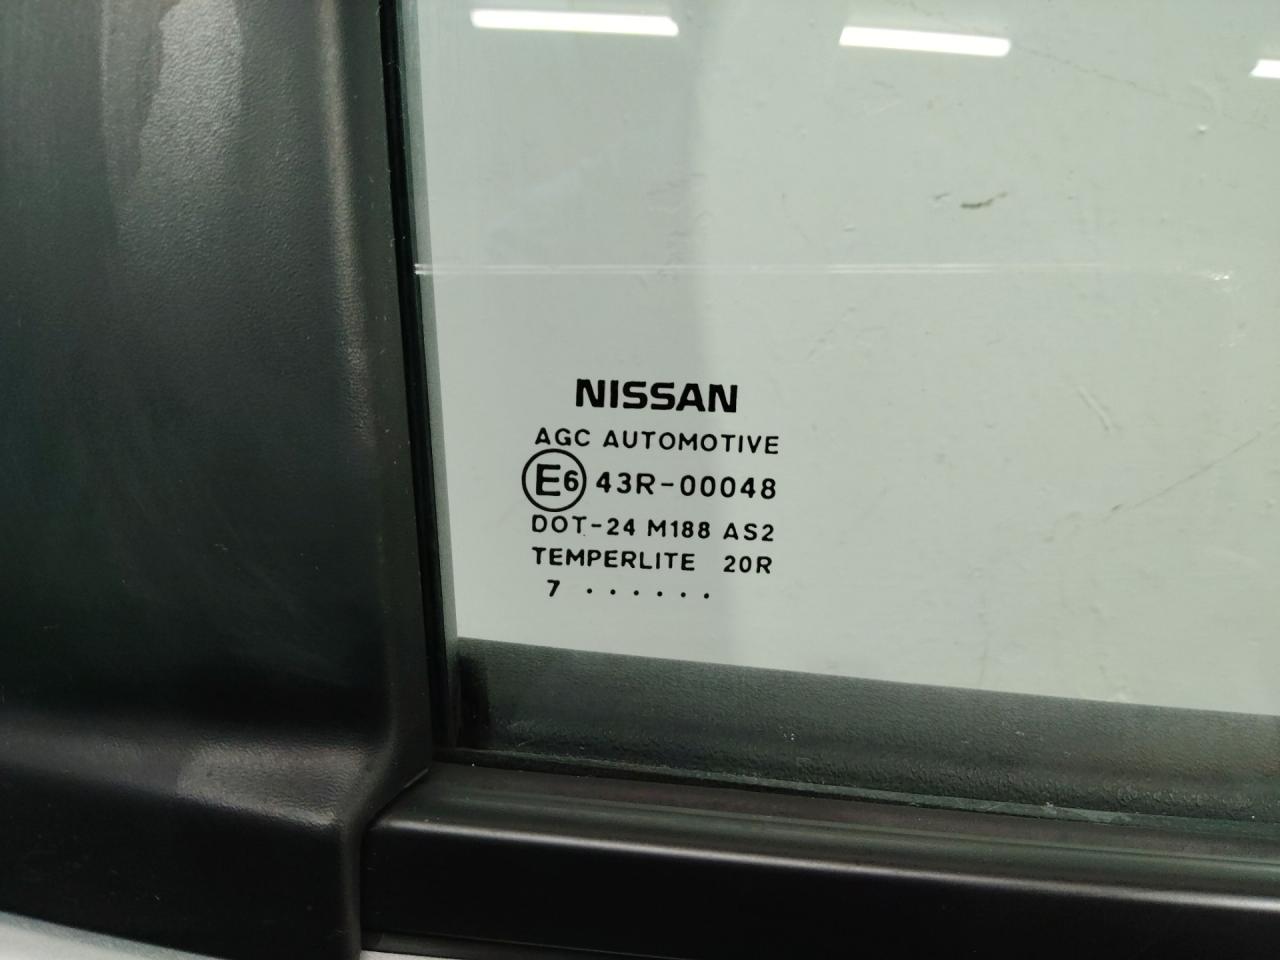 NISSAN
AGC AUTOMOTIVE
E6 43R-00048
DOT-24 M188 AS2
TEMPERLITE 20R
7 . . . . . .